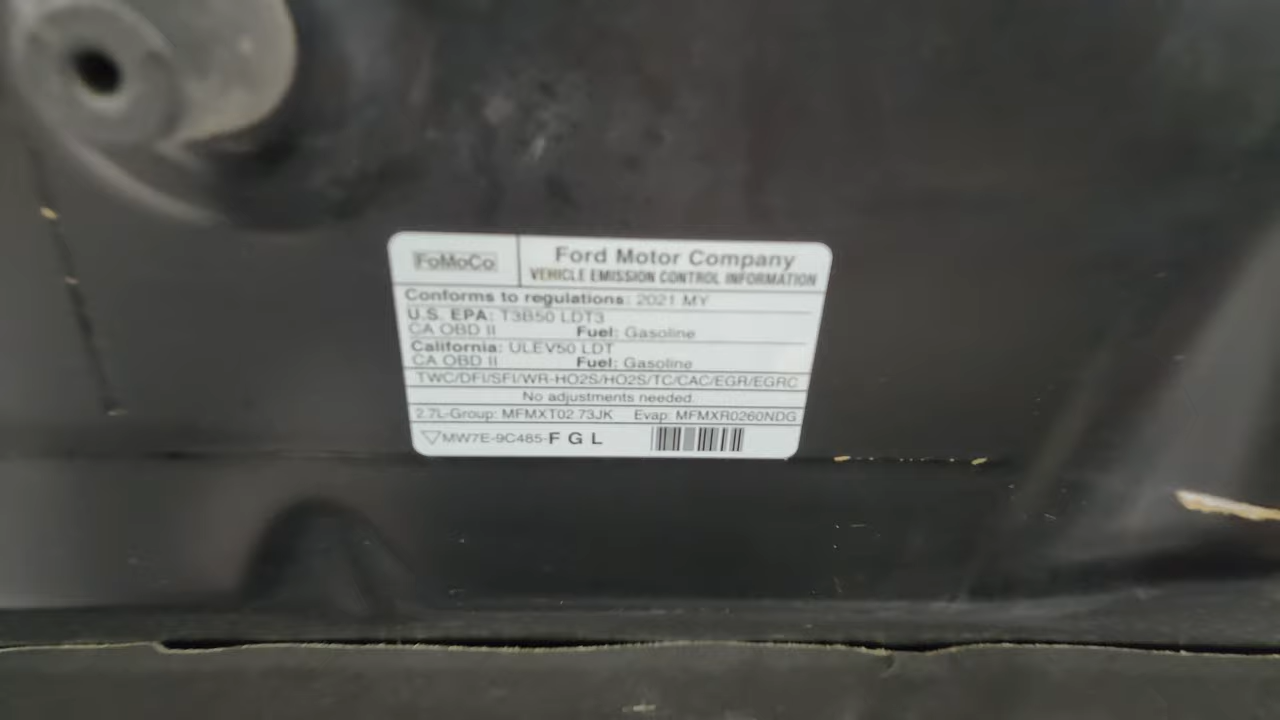 FoMoCo
Ford Motor Company
VEHICLE EMISSION CONTROL INFORMATION
Conforms to regulations: 2021 MY
U.S. EPA: T3B50 LDT3
CA OBD II Fuel: Gasoline
California: ULEV50 LDT
CA OBD II Fuel: Gasoline
TWC/DFI/SFI/WR-HO2S/HO2S/TC/CAC/EGR/EGRC
No adjustments needed.
2.7L-Group: MFMXT02.73JK Evap: MFMXR0260NDG
MW7E-9C485-F G L